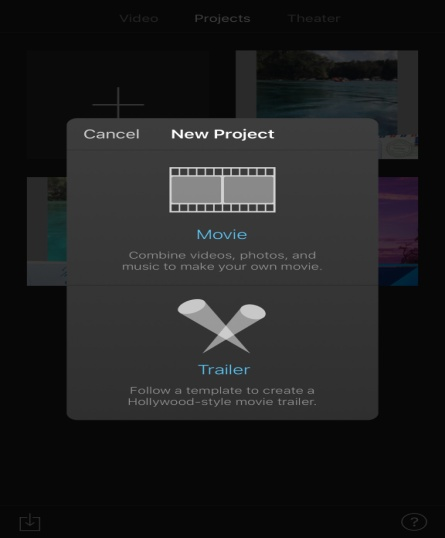 Video Projects Theater
Cancel New Project
Movie
Combine videos, photos, and
music to make your own movie.
Trailer
Follow a template to create a
Hollywood-style movie trailer.
?